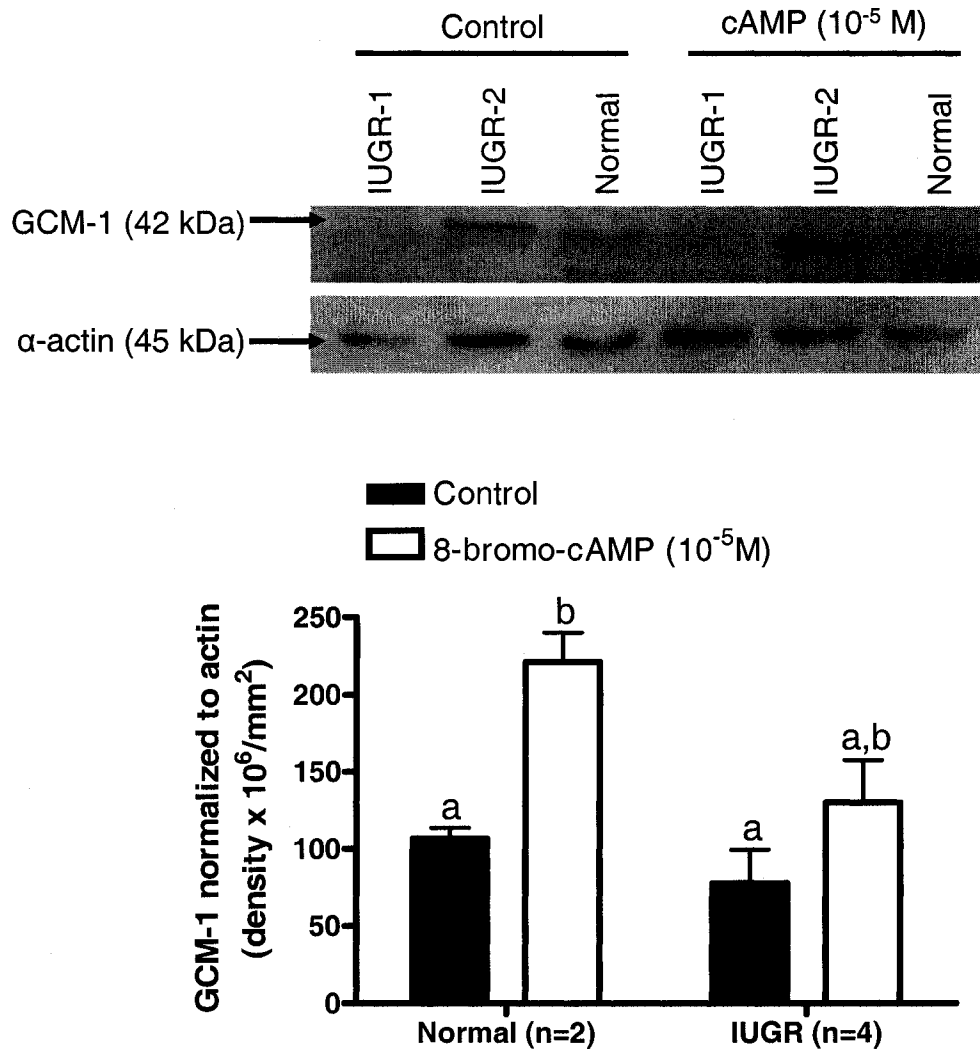 Control
cAMP (10⁻⁵ M)
IUGR-1
IUGR-2
Normal
IUGR-1
IUGR-2
Normal
GCM-1 (42 kDa)
α-actin (45 kDa)
Control
8-bromo-cAMP (10⁻⁵M)
GCM-1 normalized to actin
(density x 10⁶/mm²)
250
200
150
100
50
0
a
b
a
a,b
Normal (n=2)
IUGR (n=4)